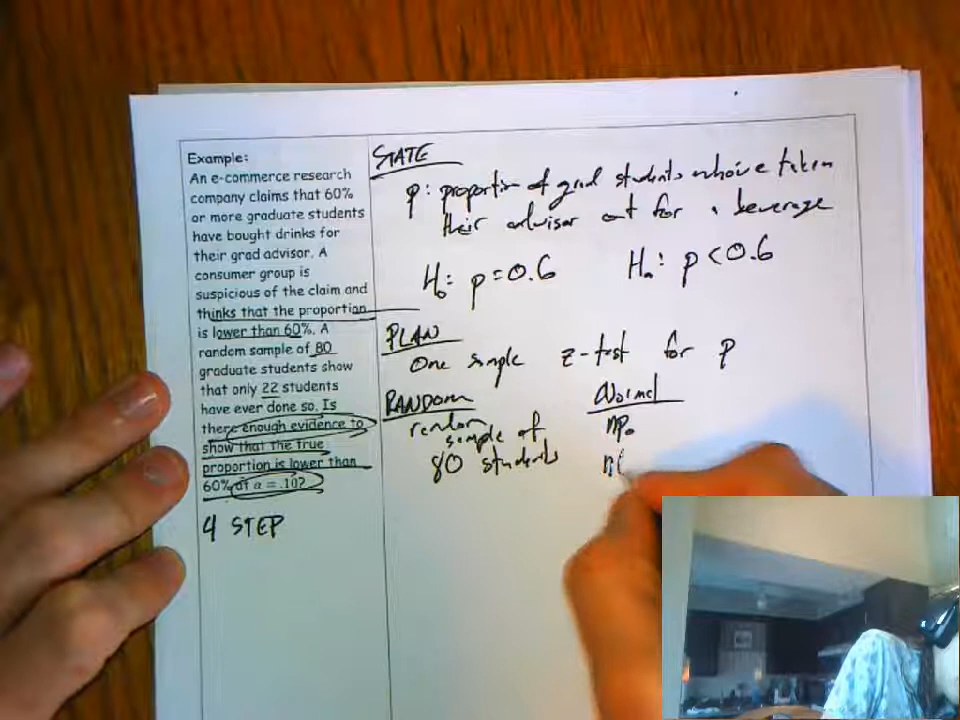 Example:
An e-commerce research
company claims that 60%
or more graduate students
have bought drinks for
their grad advisor. A
consumer group is
suspicious of the claim and
thinks that the proportion
is lower than 60%. A
random sample of 80
graduate students show
that only 22 students
have ever done so. Is
there enough evidence to
show that the true
proportion is lower than
60% at α = .10?
4 STEP
STATE
p: proportion of grad students who've taken
their advisor out for a beverage
H₀: p = 0.6 Hₐ: p < 0.6
PLAN
One sample z-test for p
RANDOM
random
sample of
80 students
Normal
np₀
n(